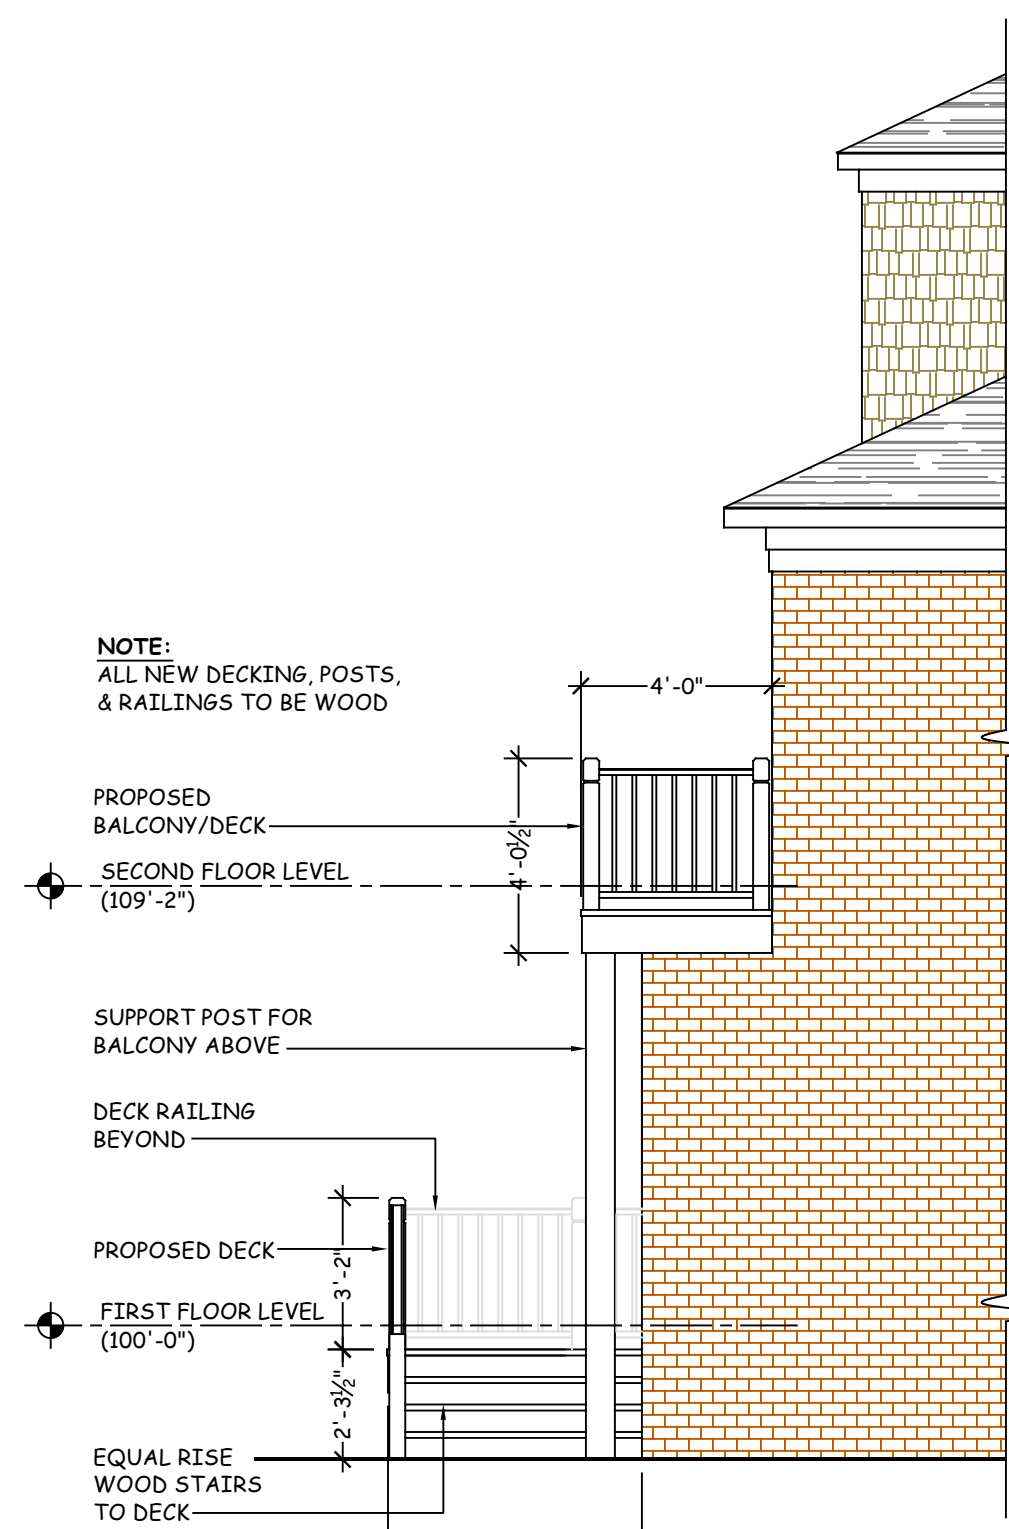 NOTE:
ALL NEW DECKING, POSTS,
& RAILINGS TO BE WOOD
4'-0"
PROPOSED
BALCONY/DECK
4'-0½"
SECOND FLOOR LEVEL
(109'-2")
SUPPORT POST FOR
BALCONY ABOVE
DECK RAILING
BEYOND
PROPOSED DECK
3'-2"
FIRST FLOOR LEVEL
(100'-0")
2'-3½"
EQUAL RISE
WOOD STAIRS
TO DECK